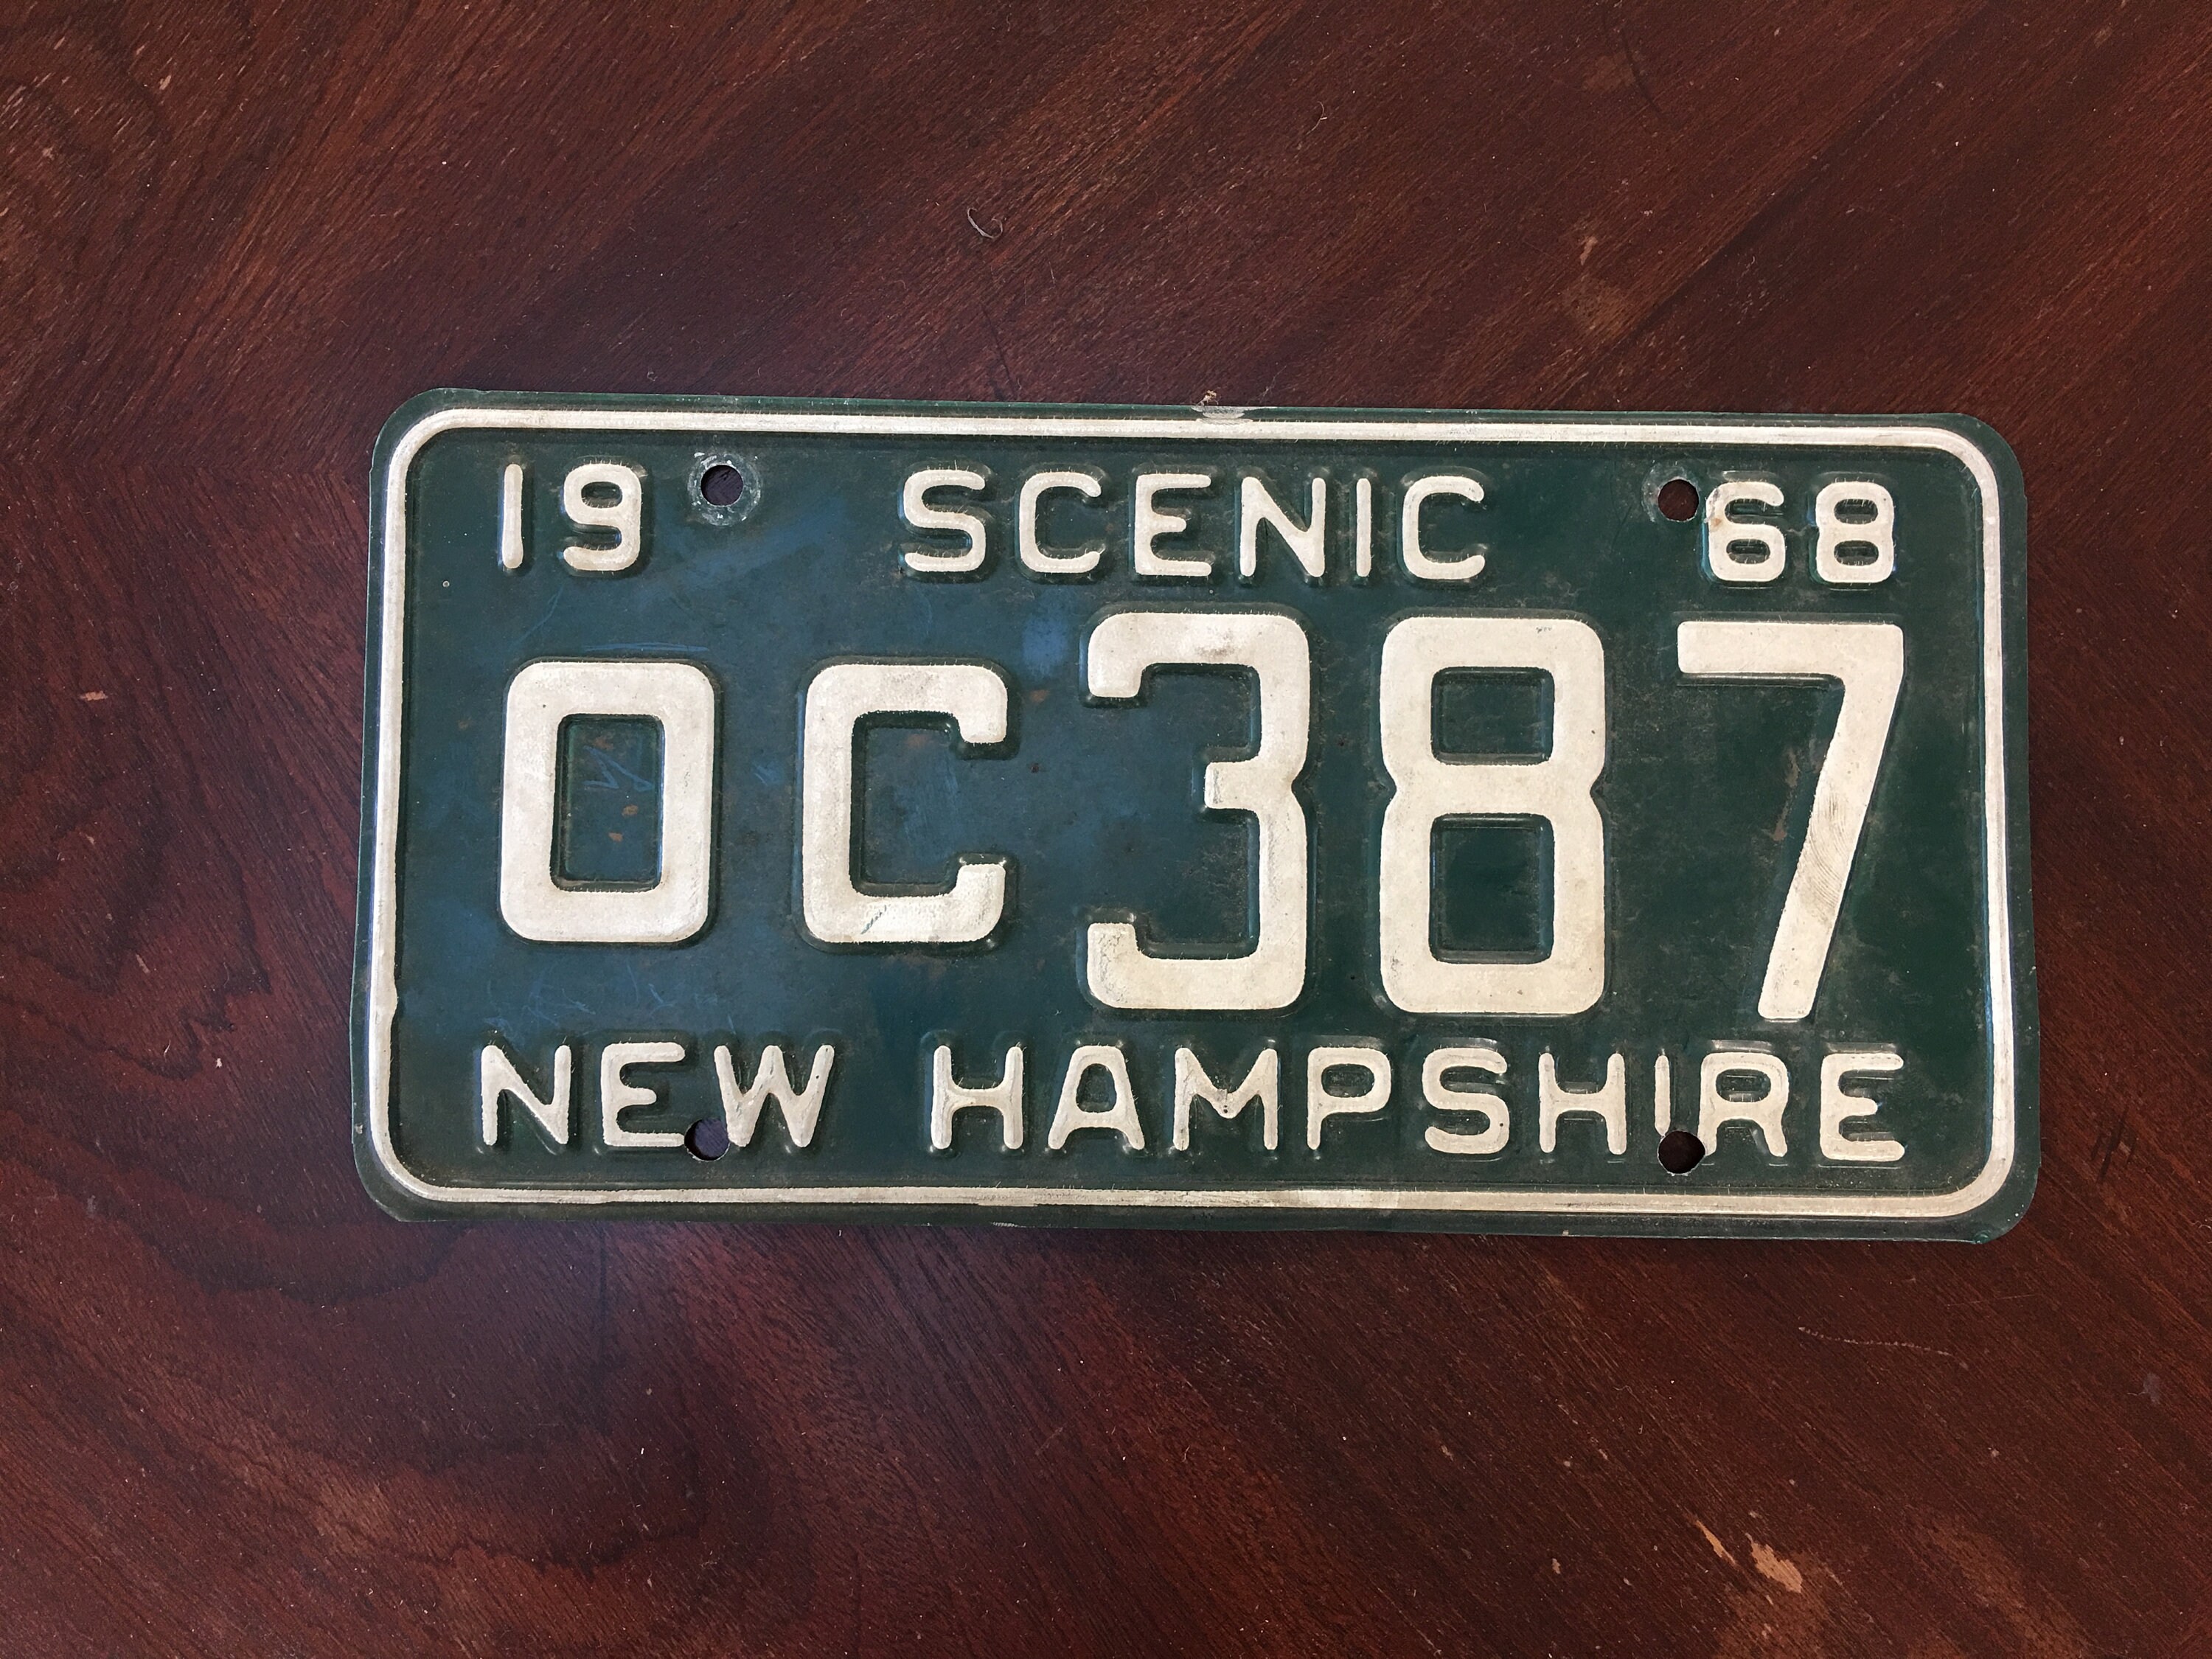 19 SCENIC 68
OC387
NEW HAMPSHIRE